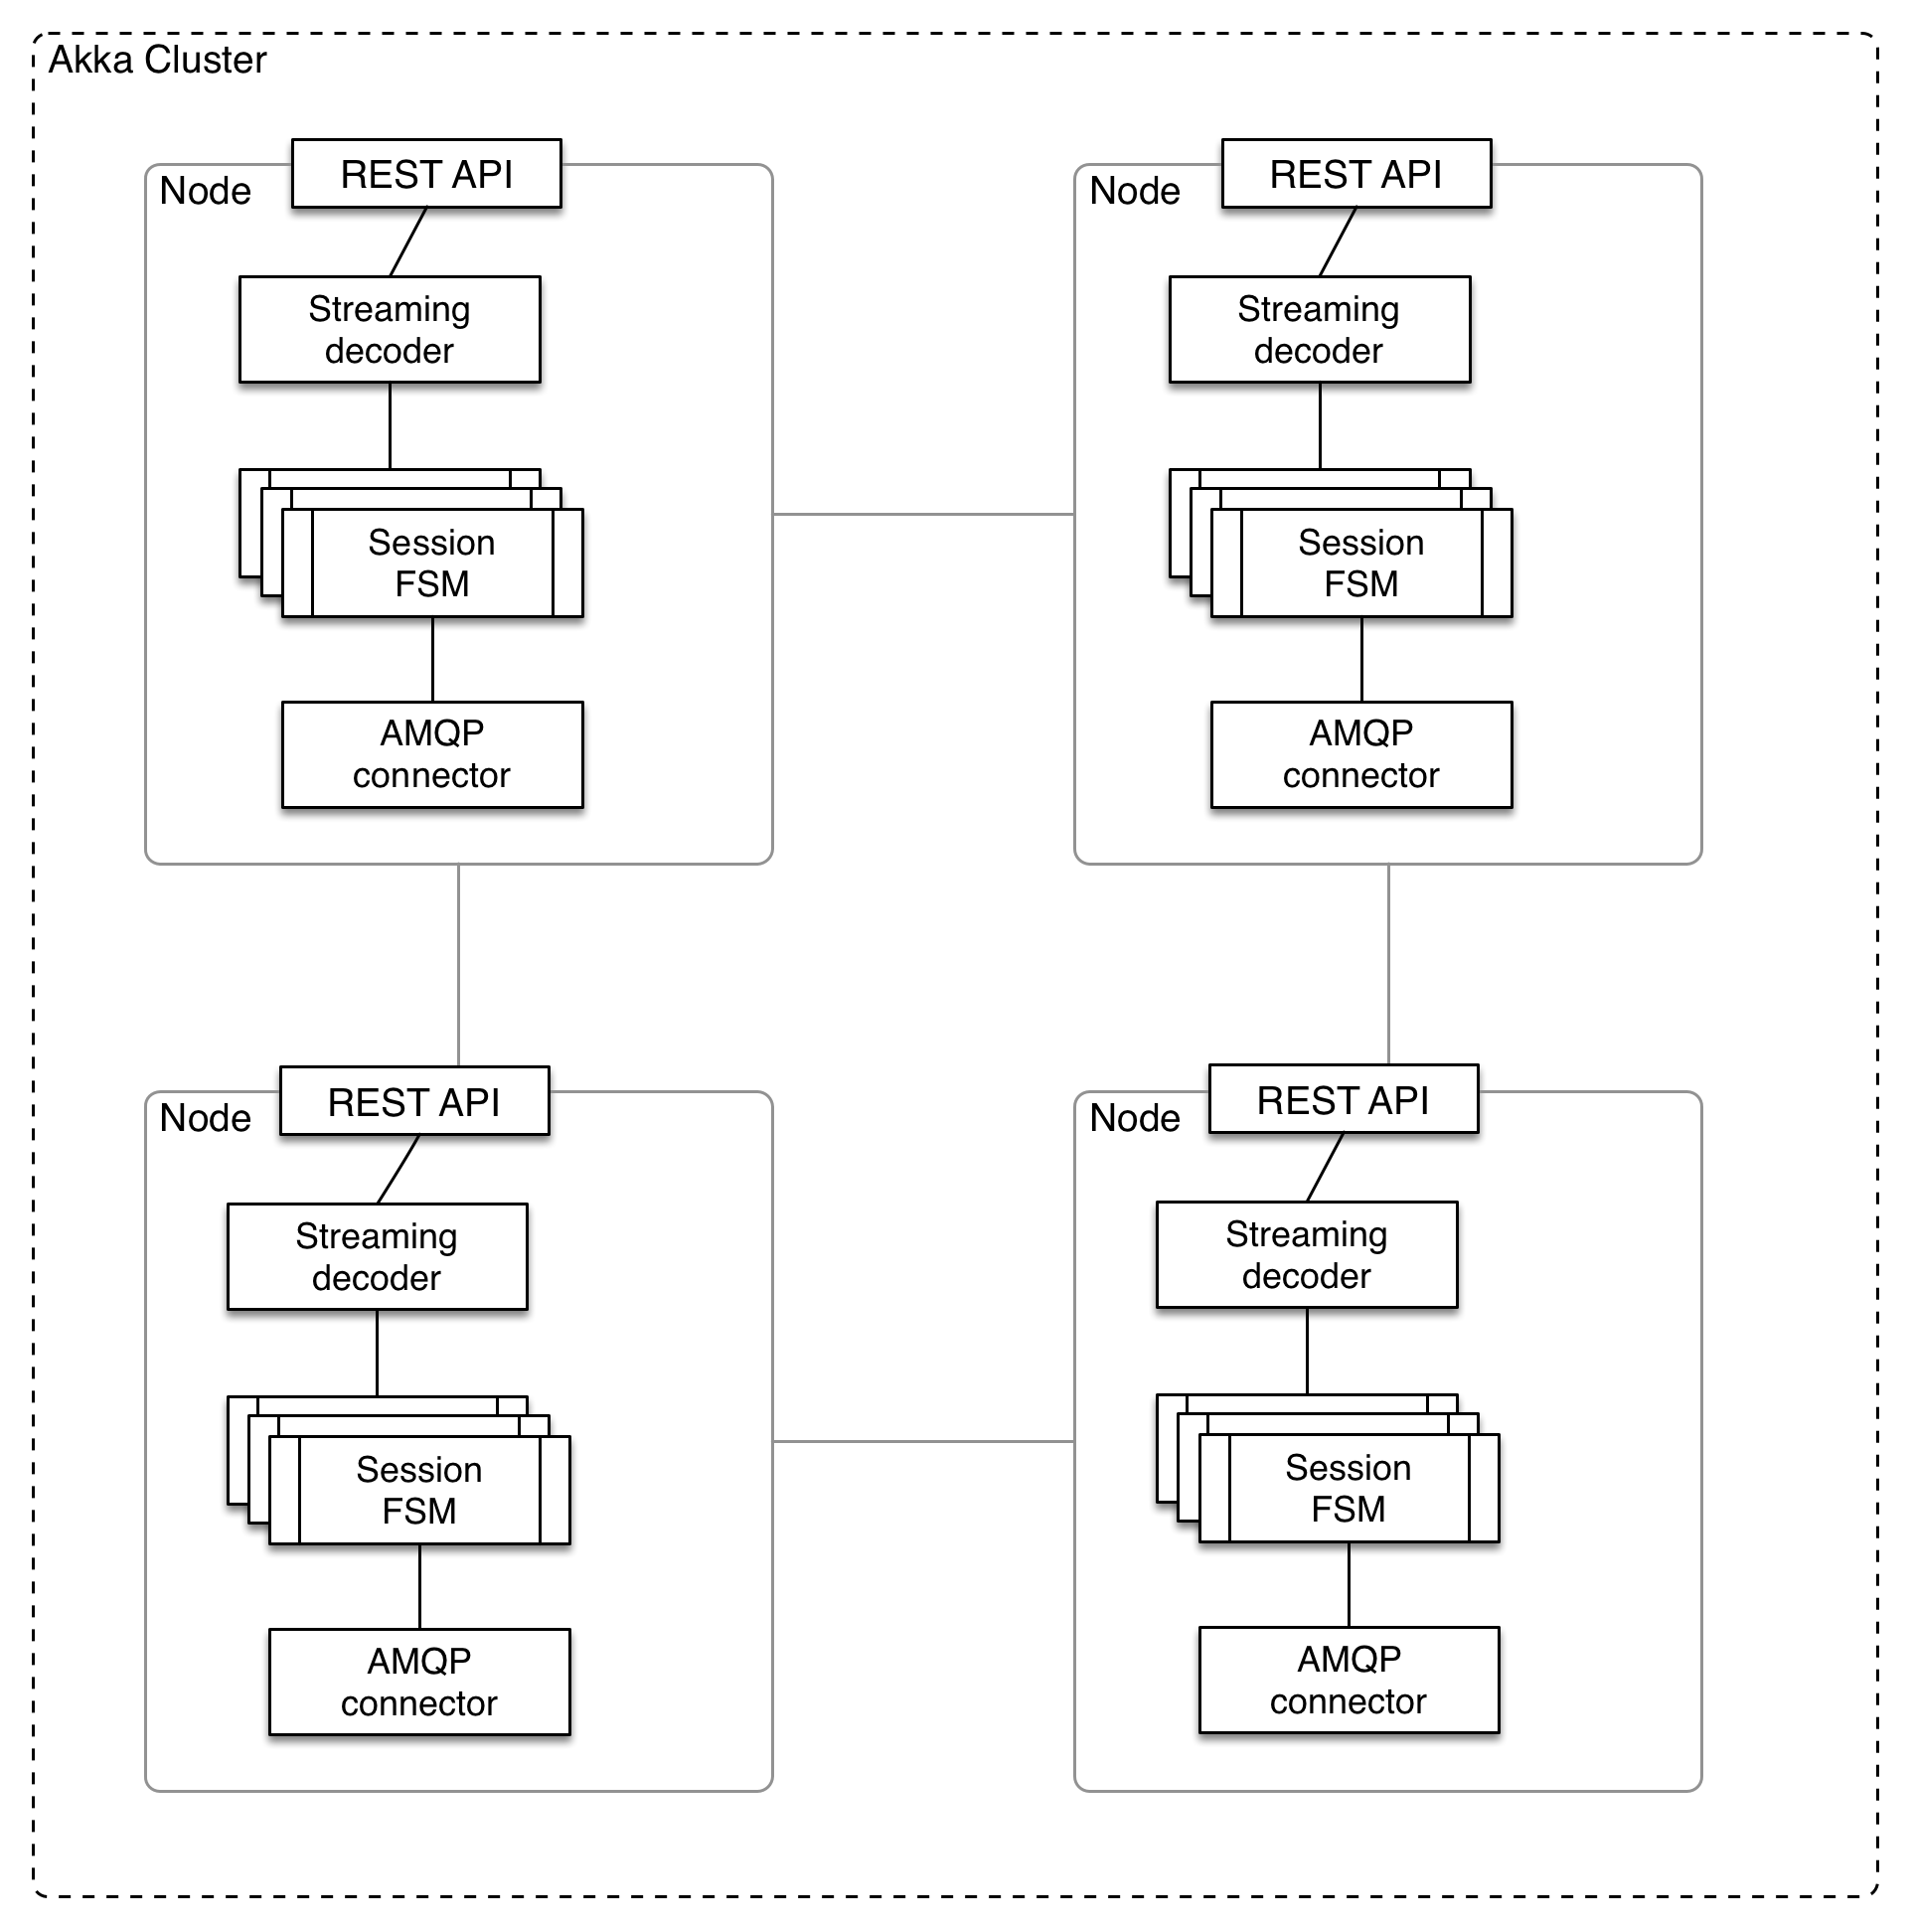 Akka Cluster
REST API
Node
Streaming
decoder
Session
FSM
AMQP
connector
REST API
Node
Streaming
decoder
Session
FSM
AMQP
connector
REST API
Node
Streaming
decoder
Session
FSM
AMQP
connector
REST API
Node
Streaming
decoder
Session
FSM
AMQP
connector